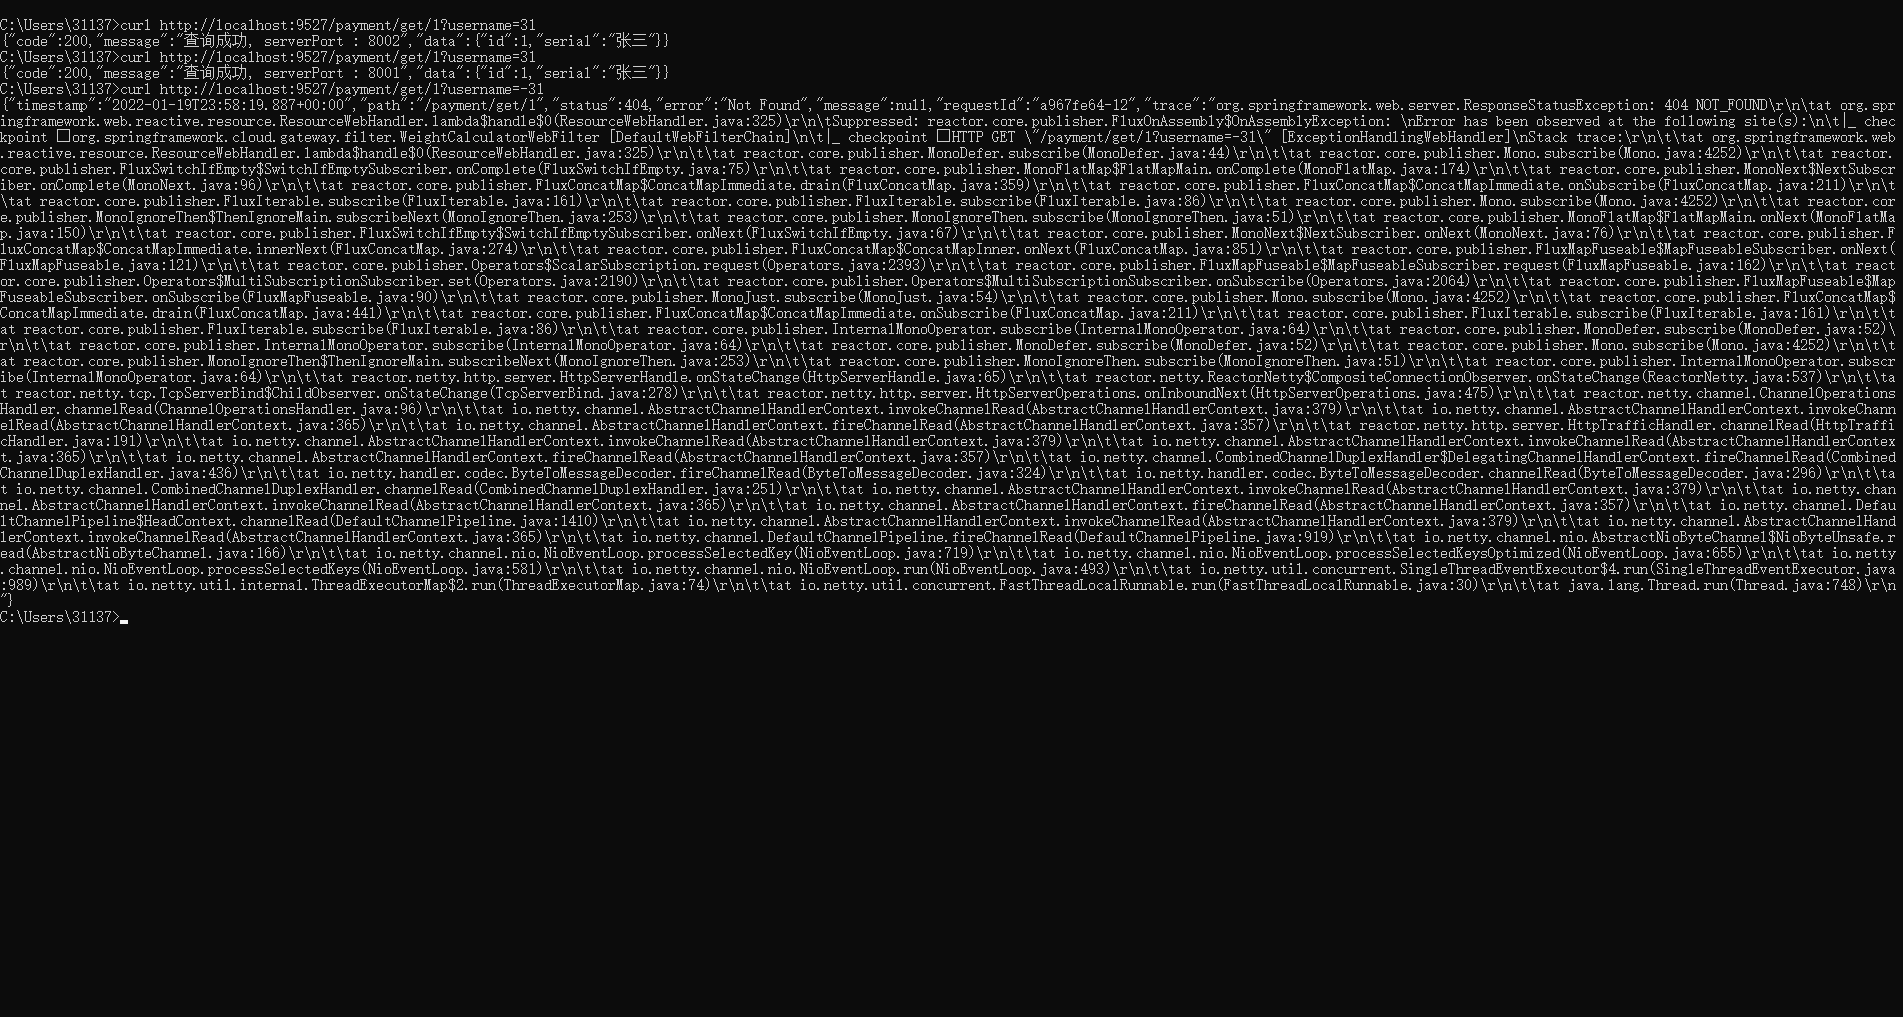 C:\Users\31137>curl http://localhost:9527/payment/get/1?username=31
{"code":200,"message":"查询成功, serverPort : 8002","data":{"id":1,"serial":"张三"}}
C:\Users\31137>curl http://localhost:9527/payment/get/1?username=31
{"code":200,"message":"查询成功, serverPort : 8001","data":{"id":1,"serial":"张三"}}
C:\Users\31137>curl http://localhost:9527/payment/get/1?username=-31
{"timestamp":"2022-01-19T23:58:19.887+00:00","path":"/payment/get/1","status":404,"error":"Not Found","message":null,"requestId":"a967fe64-12","trace":"org.springframework.web.server.ResponseStatusException: 404 NOT_FOUND\r\n\tat org.sp
ringframework.web.reactive.resource.ResourceWebHandler.lambda$handle$0(ResourceWebHandler.java:325)\r\n\tSuppressed: reactor.core.publisher.FluxOnAssembly$OnAssemblyException: \nError has been observed at the following site(s):\n\t|_ chec
kpoint □org.springframework.cloud.gateway.filter.WeightCalculatorWebFilter [DefaultWebFilterChain]\n\t|_ checkpoint □HTTP GET \"/payment/get/1?username=-31\" [ExceptionHandlingWebHandler]\nStack trace:\r\n\t\tat org.springframework.web
.reactive.resource.ResourceWebHandler.lambda$handle$0(ResourceWebHandler.java:325)\r\n\t\tat reactor.core.publisher.MonoDefer.subscribe(MonoDefer.java:44)\r\n\t\tat reactor.core.publisher.Mono.subscribe(Mono.java:4252)\r\n\t\tat reactor.
core.publisher.FluxSwitchIfEmpty$SwitchIfEmptySubscriber.onComplete(FluxSwitchIfEmpty.java:75)\r\n\t\tat reactor.core.publisher.MonoFlatMap$FlatMapMain.onComplete(MonoFlatMap.java:174)\r\n\t\tat reactor.core.publisher.MonoNext$NextSubscr
iber.onComplete(MonoNext.java:96)\r\n\t\tat reactor.core.publisher.FluxConcatMap$ConcatMapImmediate.drain(FluxConcatMap.java:359)\r\n\t\tat reactor.core.publisher.FluxConcatMap$ConcatMapImmediate.onSubscribe(FluxConcatMap.java:211)\r\n\t
\tat reactor.core.publisher.FluxIterable.subscribe(FluxIterable.java:161)\r\n\t\tat reactor.core.publisher.FluxIterable.subscribe(FluxIterable.java:86)\r\n\t\tat reactor.core.publisher.Mono.subscribe(Mono.java:4252)\r\n\t\tat reactor.cor
e.publisher.MonoIgnoreThen$ThenIgnoreMain.subscribeNext(MonoIgnoreThen.java:253)\r\n\t\tat reactor.core.publisher.MonoIgnoreThen.subscribe(MonoIgnoreThen.java:51)\r\n\t\tat reactor.core.publisher.MonoFlatMap$FlatMapMain.onNext(MonoFlatMa
p.java:150)\r\n\t\tat reactor.core.publisher.FluxSwitchIfEmpty$SwitchIfEmptySubscriber.onNext(FluxSwitchIfEmpty.java:67)\r\n\t\tat reactor.core.publisher.MonoNext$NextSubscriber.onNext(MonoNext.java:76)\r\n\t\tat reactor.core.publisher.F
luxConcatMap$ConcatMapImmediate.innerNext(FluxConcatMap.java:274)\r\n\t\tat reactor.core.publisher.FluxConcatMap$ConcatMapInner.onNext(FluxConcatMap.java:851)\r\n\t\tat reactor.core.publisher.FluxMapFuseable$MapFuseableSubscriber.onNext(
FluxMapFuseable.java:121)\r\n\t\tat reactor.core.publisher.Operators$ScalarSubscription.request(Operators.java:2393)\r\n\t\tat reactor.core.publisher.FluxMapFuseable$MapFuseableSubscriber.request(FluxMapFuseable.java:162)\r\n\t\tat react
or.core.publisher.Operators$MultiSubscriptionSubscriber.set(Operators.java:2190)\r\n\t\tat reactor.core.publisher.Operators$MultiSubscriptionSubscriber.onSubscribe(Operators.java:2064)\r\n\t\tat reactor.core.publisher.FluxMapFuseable$Map
FuseableSubscriber.onSubscribe(FluxMapFuseable.java:90)\r\n\t\tat reactor.core.publisher.MonoJust.subscribe(MonoJust.java:54)\r\n\t\tat reactor.core.publisher.Mono.subscribe(Mono.java:4252)\r\n\t\tat reactor.core.publisher.FluxConcatMap$
ConcatMapImmediate.drain(FluxConcatMap.java:441)\r\n\t\tat reactor.core.publisher.FluxConcatMap$ConcatMapImmediate.onSubscribe(FluxConcatMap.java:211)\r\n\t\tat reactor.core.publisher.FluxIterable.subscribe(FluxIterable.java:161)\r\n\t\t
at reactor.core.publisher.FluxIterable.subscribe(FluxIterable.java:86)\r\n\t\tat reactor.core.publisher.InternalMonoOperator.subscribe(InternalMonoOperator.java:64)\r\n\t\tat reactor.core.publisher.MonoDefer.subscribe(MonoDefer.java:52)\
r\n\t\tat reactor.core.publisher.InternalMonoOperator.subscribe(InternalMonoOperator.java:64)\r\n\t\tat reactor.core.publisher.MonoDefer.subscribe(MonoDefer.java:52)\r\n\t\tat reactor.core.publisher.Mono.subscribe(Mono.java:4252)\r\n\t\t
at reactor.core.publisher.MonoIgnoreThen$ThenIgnoreMain.subscribeNext(MonoIgnoreThen.java:253)\r\n\t\tat reactor.core.publisher.MonoIgnoreThen.subscribe(MonoIgnoreThen.java:51)\r\n\t\tat reactor.core.publisher.InternalMonoOperator.subscr
ibe(InternalMonoOperator.java:64)\r\n\t\tat reactor.netty.http.server.HttpServerHandle.onStateChange(HttpServerHandle.java:65)\r\n\t\tat reactor.netty.ReactorNetty$CompositeConnectionObserver.onStateChange(ReactorNetty.java:537)\r\n\t\ta
t reactor.netty.tcp.TcpServerBind$ChildObserver.onStateChange(TcpServerBind.java:278)\r\n\t\tat reactor.netty.http.server.HttpServerOperations.onInboundNext(HttpServerOperations.java:475)\r\n\t\tat reactor.netty.channel.ChannelOperations
Handler.channelRead(ChannelOperationsHandler.java:96)\r\n\t\tat io.netty.channel.AbstractChannelHandlerContext.invokeChannelRead(AbstractChannelHandlerContext.java:379)\r\n\t\tat io.netty.channel.AbstractChannelHandlerContext.invokeChann
elRead(AbstractChannelHandlerContext.java:365)\r\n\t\tat io.netty.channel.AbstractChannelHandlerContext.fireChannelRead(AbstractChannelHandlerContext.java:357)\r\n\t\tat reactor.netty.http.server.HttpTrafficHandler.channelRead(HttpTraffi
cHandler.java:191)\r\n\t\tat io.netty.channel.AbstractChannelHandlerContext.invokeChannelRead(AbstractChannelHandlerContext.java:379)\r\n\t\tat io.netty.channel.AbstractChannelHandlerContext.invokeChannelRead(AbstractChannelHandlerContex
t.java:365)\r\n\t\tat io.netty.channel.AbstractChannelHandlerContext.fireChannelRead(AbstractChannelHandlerContext.java:357)\r\n\t\tat io.netty.channel.CombinedChannelDuplexHandler$DelegatingChannelHandlerContext.fireChannelRead(Combined
ChannelDuplexHandler.java:436)\r\n\t\tat io.netty.handler.codec.ByteToMessageDecoder.fireChannelRead(ByteToMessageDecoder.java:324)\r\n\t\tat io.netty.handler.codec.ByteToMessageDecoder.channelRead(ByteToMessageDecoder.java:296)\r\n\t\ta
t io.netty.channel.CombinedChannelDuplexHandler.channelRead(CombinedChannelDuplexHandler.java:251)\r\n\t\tat io.netty.channel.AbstractChannelHandlerContext.invokeChannelRead(AbstractChannelHandlerContext.java:379)\r\n\t\tat io.netty.chan
nel.AbstractChannelHandlerContext.invokeChannelRead(AbstractChannelHandlerContext.java:365)\r\n\t\tat io.netty.channel.AbstractChannelHandlerContext.fireChannelRead(AbstractChannelHandlerContext.java:357)\r\n\t\tat io.netty.channel.Defau
ltChannelPipeline$HeadContext.channelRead(DefaultChannelPipeline.java:1410)\r\n\t\tat io.netty.channel.AbstractChannelHandlerContext.invokeChannelRead(AbstractChannelHandlerContext.java:379)\r\n\t\tat io.netty.channel.AbstractChannelHand
lerContext.invokeChannelRead(AbstractChannelHandlerContext.java:365)\r\n\t\tat io.netty.channel.DefaultChannelPipeline.fireChannelRead(DefaultChannelPipeline.java:919)\r\n\t\tat io.netty.channel.nio.AbstractNioByteChannel$NioByteUnsafe.r
ead(AbstractNioByteChannel.java:166)\r\n\t\tat io.netty.channel.nio.NioEventLoop.processSelectedKey(NioEventLoop.java:719)\r\n\t\tat io.netty.channel.nio.NioEventLoop.processSelectedKeysOptimized(NioEventLoop.java:655)\r\n\t\tat io.netty
.channel.nio.NioEventLoop.processSelectedKeys(NioEventLoop.java:581)\r\n\t\tat io.netty.channel.nio.NioEventLoop.run(NioEventLoop.java:493)\r\n\t\tat io.netty.util.concurrent.SingleThreadEventExecutor$4.run(SingleThreadEventExecutor.java
:989)\r\n\t\tat io.netty.util.internal.ThreadExecutorMap$2.run(ThreadExecutorMap.java:74)\r\n\t\tat io.netty.util.concurrent.FastThreadLocalRunnable.run(FastThreadLocalRunnable.java:30)\r\n\t\tat java.lang.Thread.run(Thread.java:748)\r\n
"}
C:\Users\31137>